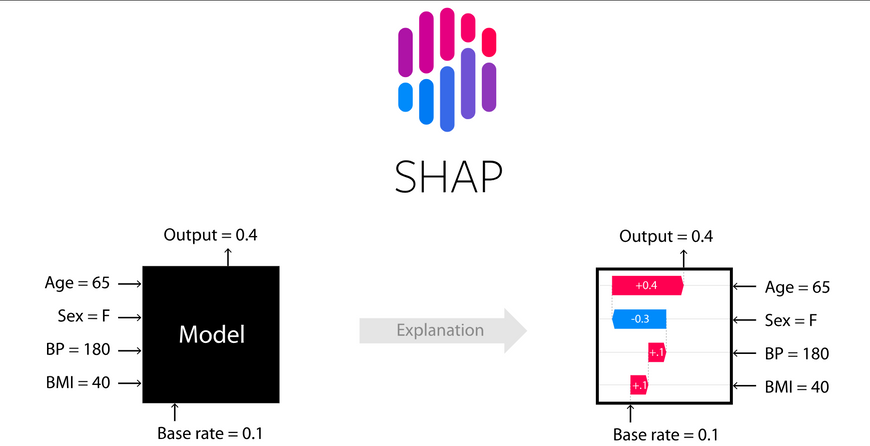 SHAP
Output = 0.4
Age = 65
Sex = F
BP = 180
BMI = 40
Model
Base rate = 0.1
Explanation
Output = 0.4
+0.4
Age = 65
-0.3
Sex = F
+.1
BP = 180
+.1
BMI = 40
Base rate = 0.1